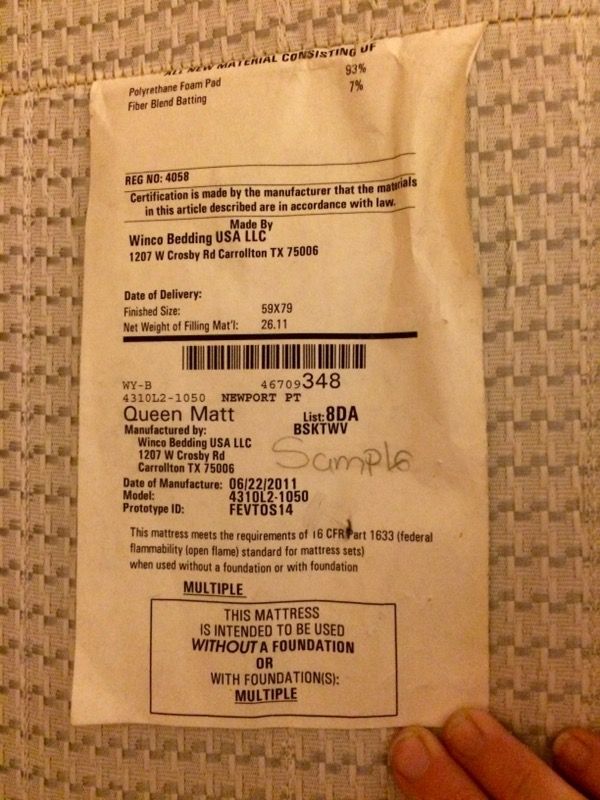 ALL NEW MATERIAL CONSISTING OF
Polyrethane Foam Pad 93%
Fiber Blend Batting 7%
REG NO: 4058
Certification is made by the manufacturer that the materials
in this article described are in accordance with law.
Made By
Winco Bedding USA LLC
1207 W Crosby Rd Carrollton TX 75006
Date of Delivery:
Finished Size: 59X79
Net Weight of Filling Mat'l: 26.11
WY-B 46709348
4310L2-1050 NEWPORT PT
Queen Matt List:8DA
Manufactured by: BSKTWV
Winco Bedding USA LLC
1207 W Crosby Rd Sample
Carrollton TX 75006
Date of Manufacture: 06/22/2011
Model: 4310L2-1050
Prototype ID: FEVTOS14
This mattress meets the requirements of 16 CFR Part 1633 (federal
flammability (open flame) standard for mattress sets)
when used without a foundation or with foundation
MULTIPLE
THIS MATTRESS
IS INTENDED TO BE USED
WITHOUT A FOUNDATION
OR
WITH FOUNDATION(S):
MULTIPLE